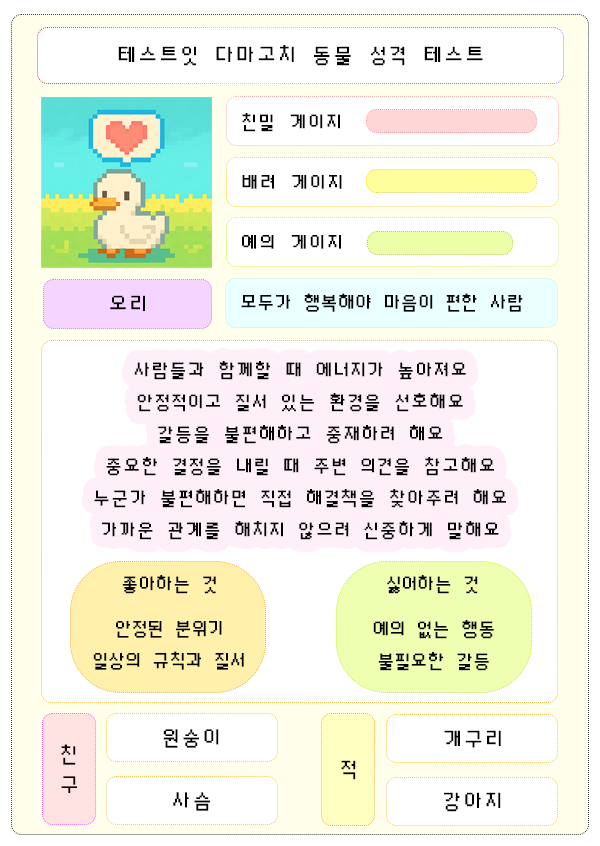 테스트잇 다마고치 동물 성격 테스트
친밀 게이지
배려 게이지
예의 게이지
오리
모두가 행복해야 마음이 편한 사람
사람들과 함께할 때 에너지가 높아져요
안정적이고 질서 있는 환경을 선호해요
갈등을 불편해하고 중재하려 해요
중요한 결정을 내릴 때 주변 의견을 참고해요
누군가 불편해하면 직접 해결책을 찾아주려 해요
가까운 관계를 해치지 않으려 신중하게 말해요
좋아하는 것
안정된 분위기
일상의 규칙과 질서
싫어하는 것
예의 없는 행동
불필요한 갈등
친구
원숭이
사슴
적
개구리
강아지